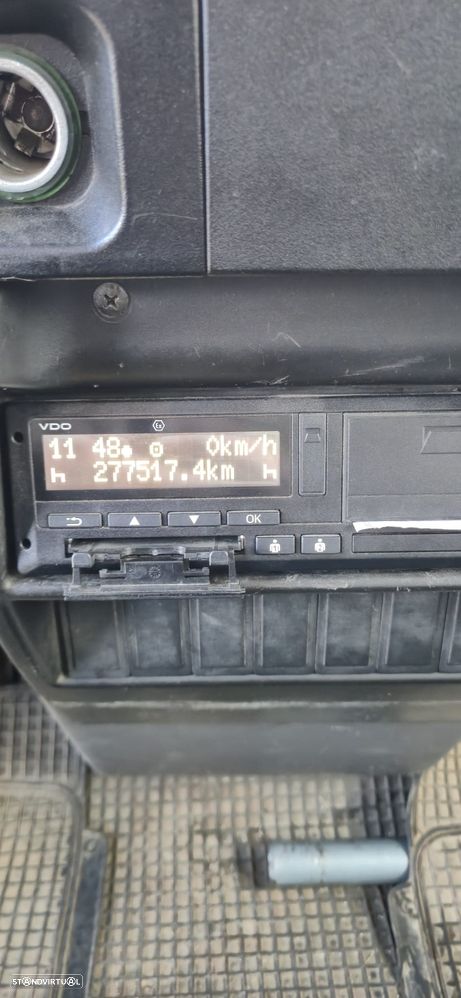 VDO
11 48 0km/h
277517.4km
OK
STANDVIRTUAL